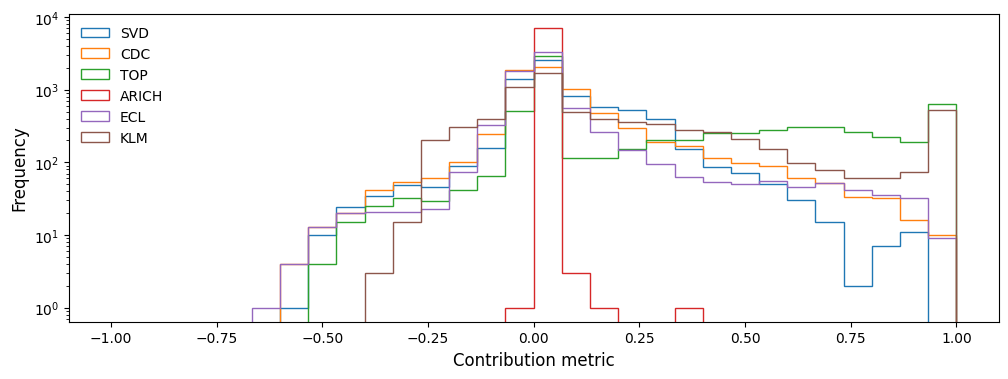 SVD
CDC
TOP
ARICH
ECL
KLM
Frequency
10⁴
10³
10²
10¹
10⁰
−1.00 −0.75 −0.50 −0.25 0.00 0.25 0.50 0.75 1.00
Contribution metric